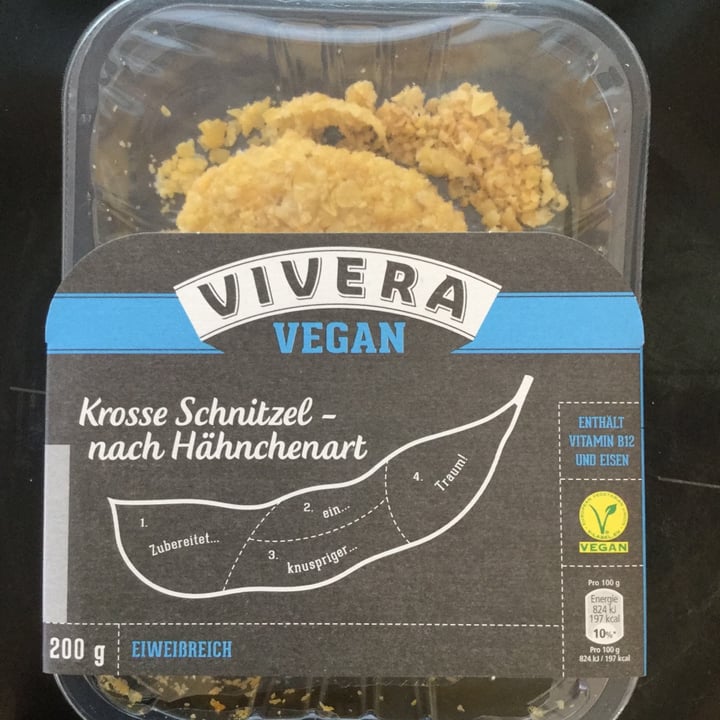 VIVERA
VEGAN
Krosse Schnitzel –
nach Hähnchenart
1.
Zubereitet...
2. ein...
3. knuspriger...
4. Traum!
ENTHÄLT
VITAMIN B12
UND EISEN
VEGAN
Pro 100 g
Energie
824 kJ
197 kcal
10%*
Pro 100 g
824 kJ / 197 kcal
200 g
EIWEIßREICH